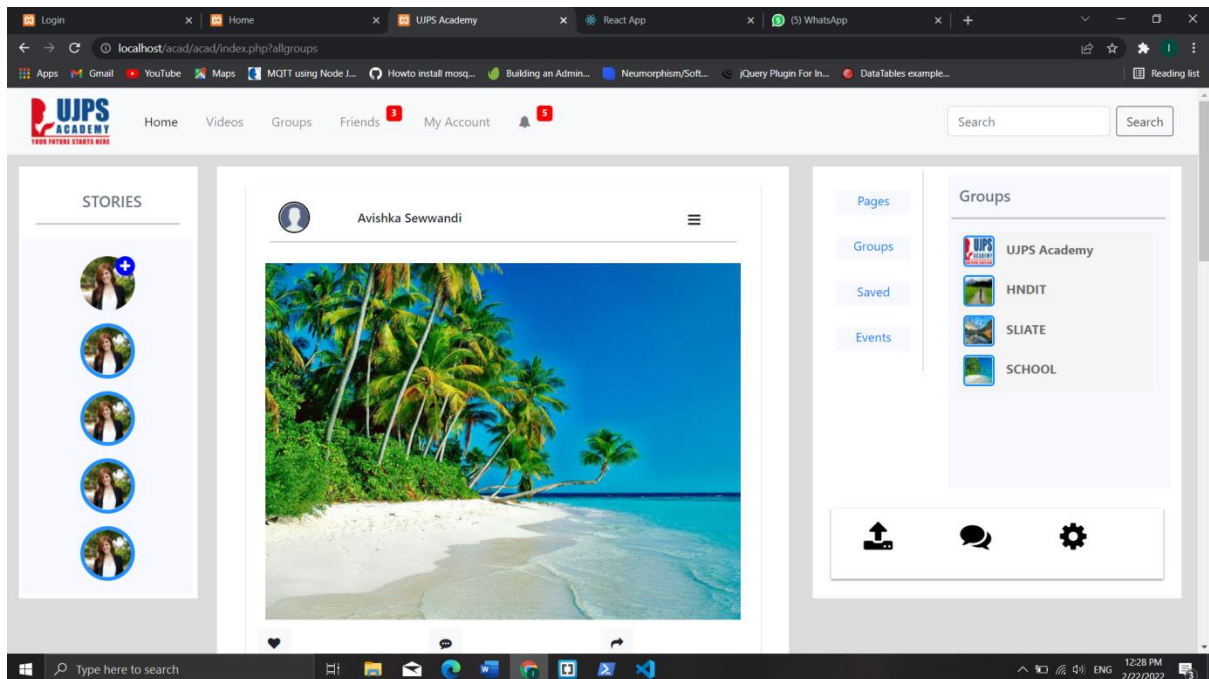 Login
Home
UJPS Academy
React App
(5) WhatsApp
localhost/acad/acad/index.php?allgroups
Apps
Gmail
YouTube
Maps
MQTT using Node J...
Howto install mosq...
Building an Admin...
Neumorphism/Soft...
jQuery Plugin For In...
DataTables example...
Reading list
UJPS
ACADEMY
YOUR FUTURE STARTS HERE
Home
Videos
Groups
Friends
3
My Account
5
Search
Search
STORIES
Avishka Sewwandi
Pages
Groups
Saved
Events
Groups
UJPS Academy
HNDIT
SLIATE
SCHOOL
Type here to search
ENG
12:28 PM
2/22/2022
3